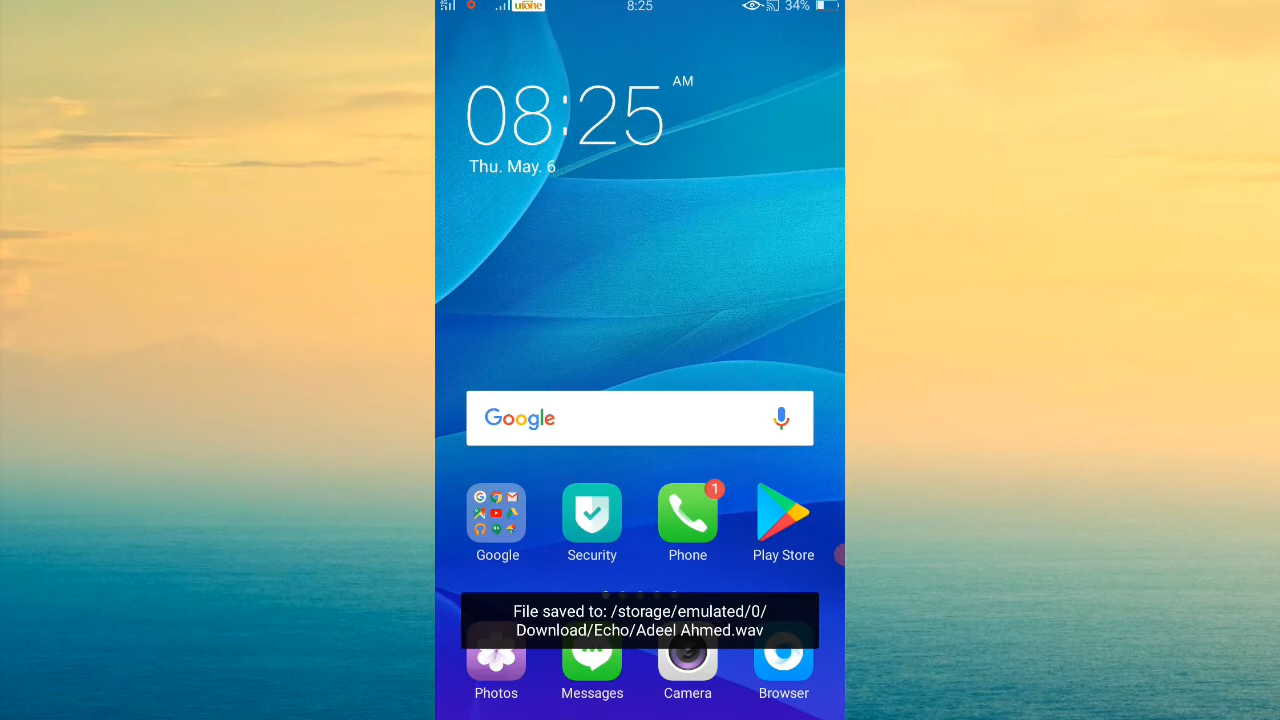 ufone
8:25
34%
08:25
AM
Thu. May. 6
Google
1
Google
Security
Phone
Play Store
File saved to: /storage/emulated/0/
Download/Echo/Adeel Ahmed.wav
Photos
Messages
Camera
Browser